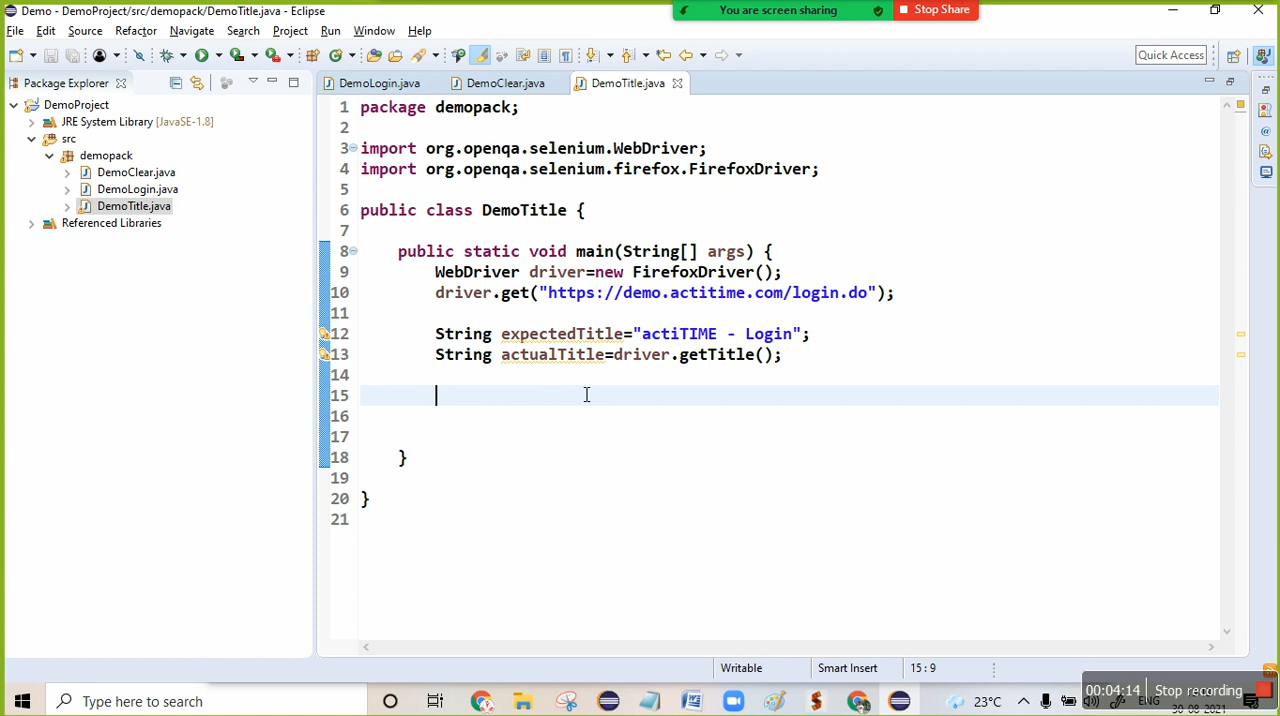 Demo - DemoProject/src/demopack/DemoTitle.java - Eclipse
You are screen sharing
Stop Share
File Edit Source Refactor Navigate Search Project Run Window Help
Quick Access
Package Explorer
DemoLogin.java
DemoClear.java
DemoTitle.java
DemoProject
JRE System Library [JavaSE-1.8]
src
demopack
DemoClear.java
DemoLogin.java
DemoTitle.java
Referenced Libraries
1 package demopack;
2
3 import org.openqa.selenium.WebDriver;
4 import org.openqa.selenium.firefox.FirefoxDriver;
5
6 public class DemoTitle {
7
8 public static void main(String[] args) {
9 WebDriver driver=new FirefoxDriver();
10 driver.get("https://demo.actitime.com/login.do");
11
12 String expectedTitle="actiTIME - Login";
13 String actualTitle=driver.getTitle();
14
15
16
17
18 }
19
20 }
21
Writable
Smart Insert
15 : 9
Type here to search
22°C
ENG
00:04:14
Stop recording
30-08-2021